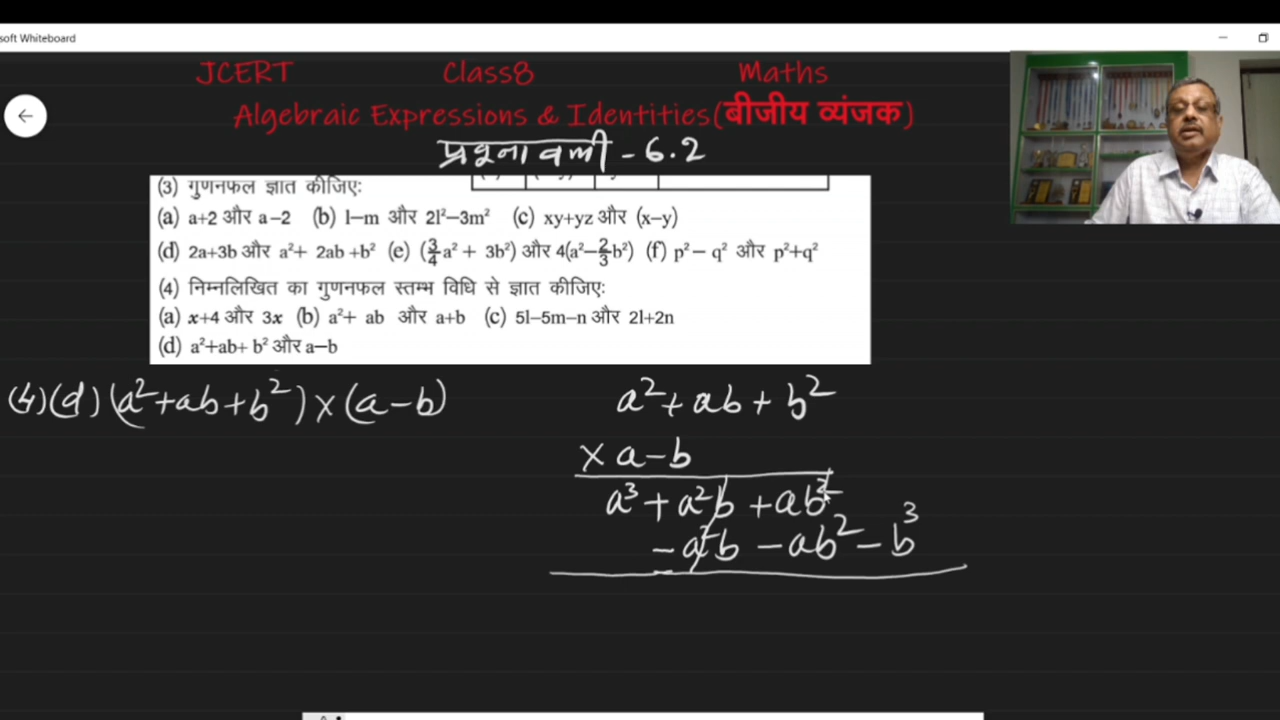 soft Whiteboard
JCERT Class8 Maths
Algebraic Expressions & Identities(बीजीय व्यंजक)
प्रश्नावली - 6.2
(3) गुणनफल ज्ञात कीजिए:
(a) a+2 और a-2 (b) l-m और 2l²-3m² (c) xy+yz और (x-y)
(d) 2a+3b और a²+ 2ab +b² (e) (3/4 a² + 3b²) और 4(a²- 2/3 b²) (f) p²- q² और p²+q²
(4) निम्नलिखित का गुणनफल स्तम्भ विधि से ज्ञात कीजिए:
(a) x+4 और 3x (b) a²+ ab और a+b (c) 5l-5m-n और 2l+2n
(d) a²+ab+ b² और a-b
(4)(d) (a²+ab+b²)×(a-b)
a²+ab+b²
× a-b
a³ + a²b + ab²
- a²b - ab² - b³